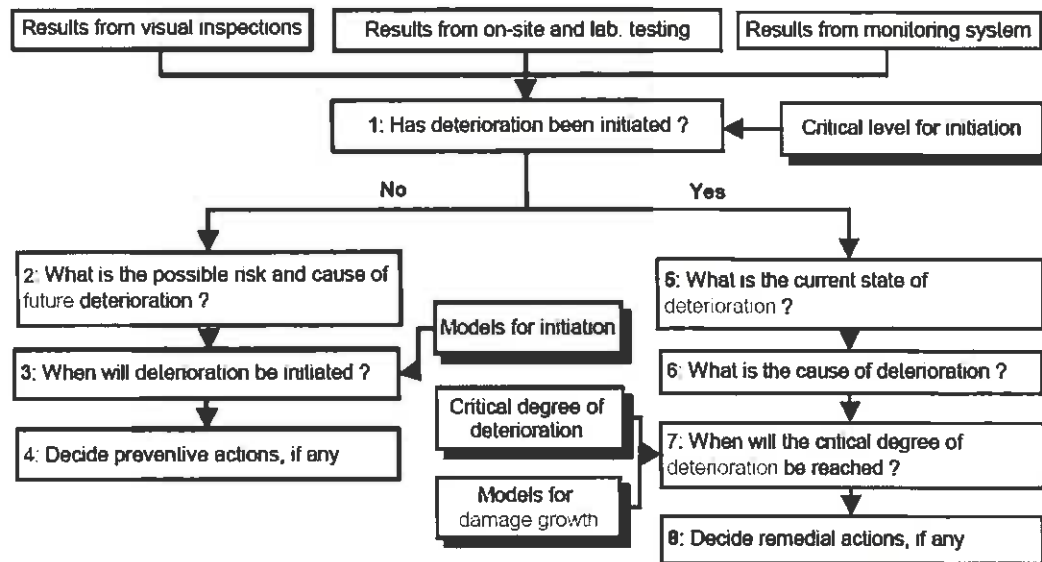 Results from visual inspections
Results from on-site and lab. testing
Results from monitoring system
1: Has deterioration been initiated ?
Critical level for initiation
No
Yes
2: What is the possible risk and cause of
future deterioration ?
Models for initiation
3: When will deterioration be initiated ?
4: Decide preventive actions, if any
5: What is the current state of
deterioration ?
6: What is the cause of deterioration ?
Critical degree of
deterioration
7: When will the critical degree of
deterioration be reached ?
Models for
damage growth
8: Decide remedial actions, if any